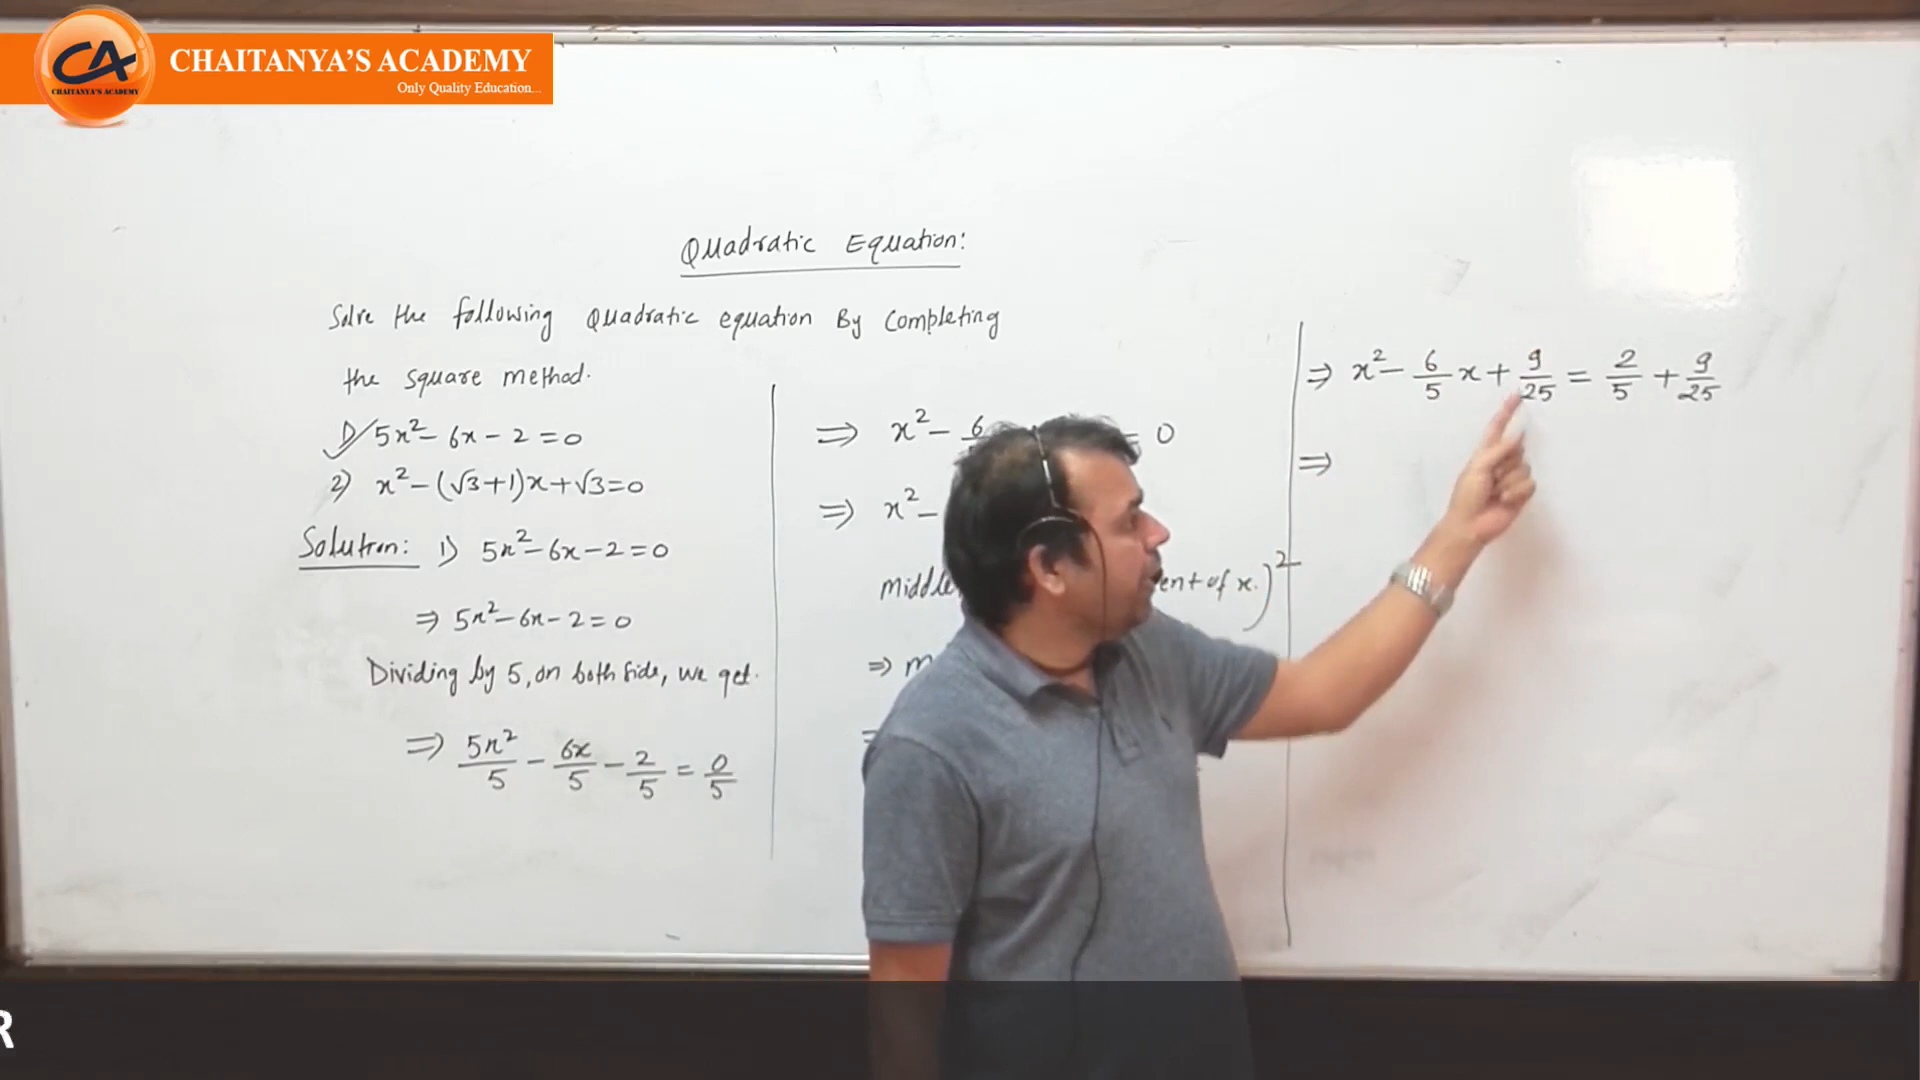 CA
CHAITANYA'S ACADEMY
CHAITANYA'S ACADEMY
Only Quality Education...
Quadratic Equation:
Solve the following Quadratic equation By Completing
the square method.
1) 5x² - 6x - 2 = 0
2) x² - (√3+1)x + √3 = 0
Solution: 1) 5x² - 6x - 2 = 0
⇒ 5x² - 6x - 2 = 0
Dividing by 5, on both side, we get.
⇒ 5x²/5 - 6x/5 - 2/5 = 0/5
⇒ x² - 6 = 0
⇒ x² -
middle of x.)²
⇒
⇒ x² - 6/5 x + 9/25 = 2/5 + 9/25
⇒
R